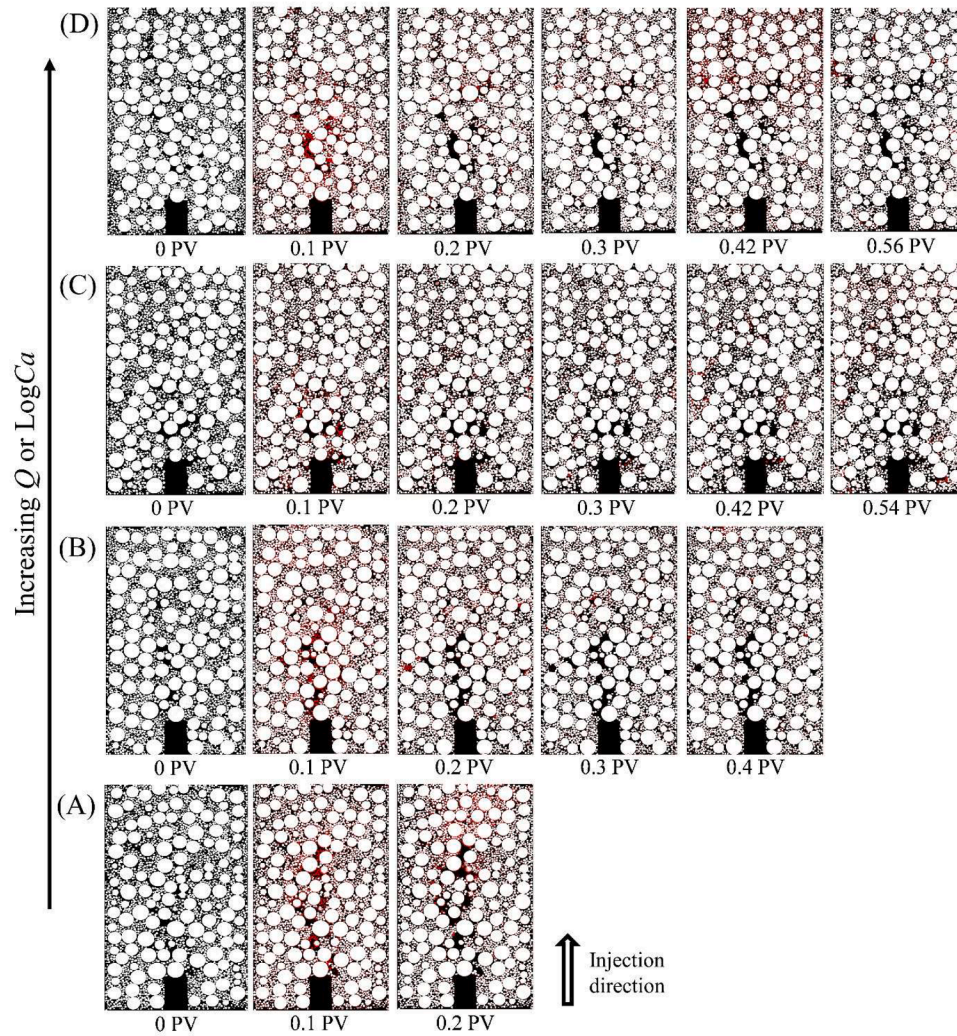 (D)
0 PV 0.1 PV 0.2 PV 0.3 PV 0.42 PV 0.56 PV
(C)
0 PV 0.1 PV 0.2 PV 0.3 PV 0.42 PV 0.54 PV
(B)
0 PV 0.1 PV 0.2 PV 0.3 PV 0.4 PV
(A)
0 PV 0.1 PV 0.2 PV
Increasing Q or LogCa
Injection
direction